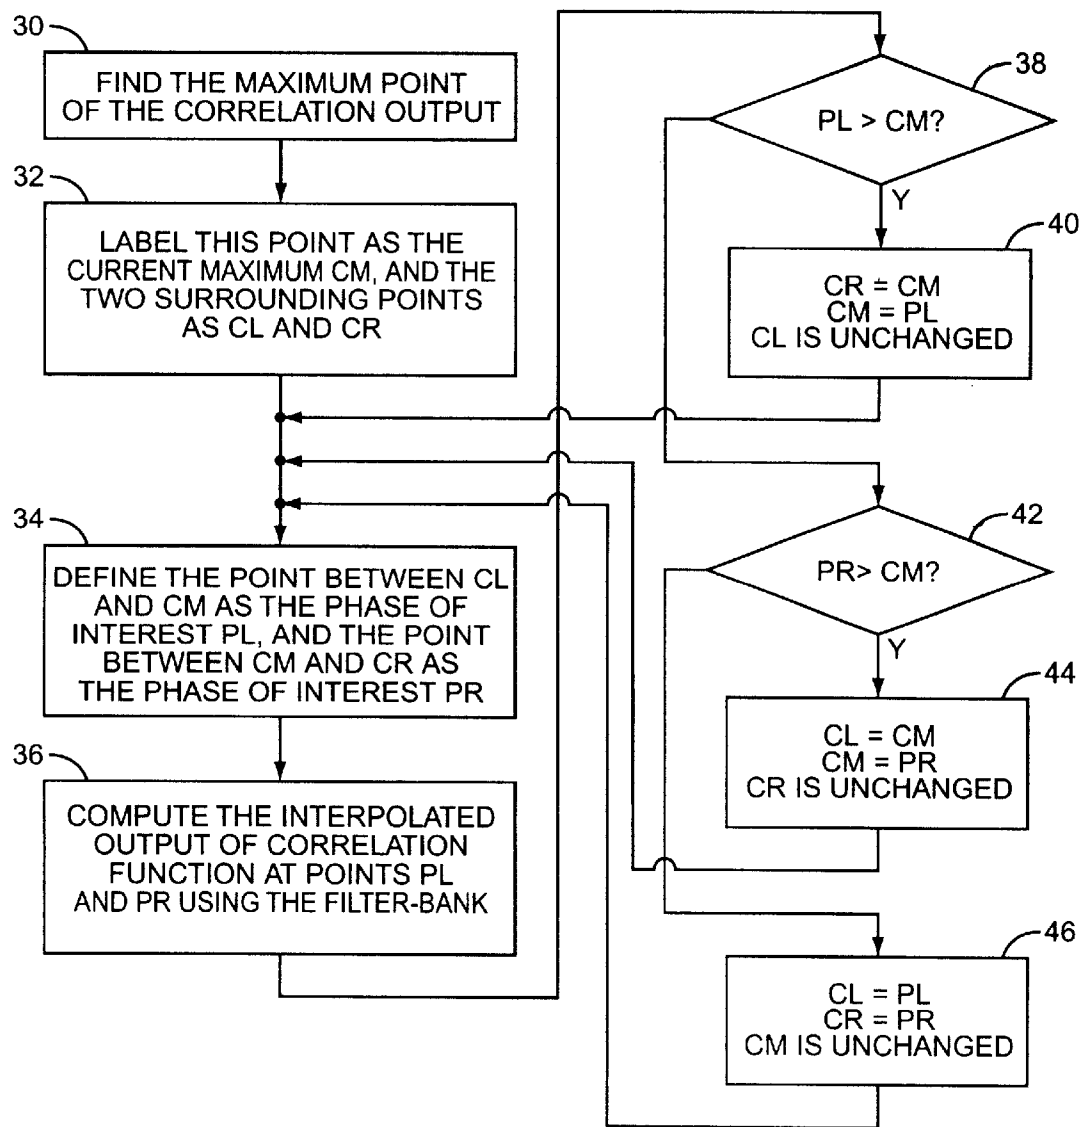 30
FIND THE MAXIMUM POINT
OF THE CORRELATION OUTPUT
32
LABEL THIS POINT AS THE
CURRENT MAXIMUM CM, AND THE
TWO SURROUNDING POINTS
AS CL AND CR
34
DEFINE THE POINT BETWEEN CL
AND CM AS THE PHASE OF
INTEREST PL, AND THE POINT
BETWEEN CM AND CR AS
THE PHASE OF INTEREST PR
36
COMPUTE THE INTERPOLATED
OUTPUT OF CORRELATION
FUNCTION AT POINTS PL
AND PR USING THE FILTER-BANK
38
PL > CM?
Y
40
CR = CM
CM = PL
CL IS UNCHANGED
42
PR> CM?
Y
44
CL = CM
CM = PR
CR IS UNCHANGED
46
CL = PL
CR = PR
CM IS UNCHANGED